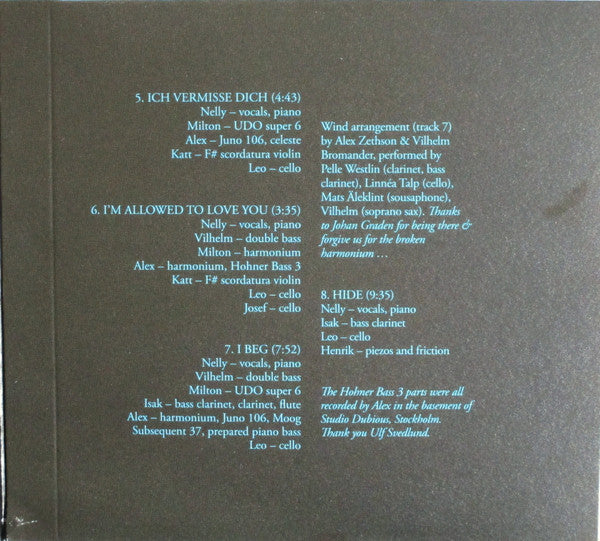 5. ICH VERMISSE DICH (4:43)
Nelly – vocals, piano
Milton – UDO super 6
Alex – Juno 106, celeste
Katt – F# scordatura violin
Leo – cello
6. I'M ALLOWED TO LOVE YOU (3:35)
Nelly – vocals, piano
Vilhelm – double bass
Milton – harmonium
Alex – harmonium, Hohner Bass 3
Katt – F# scordatura violin
Leo – cello
Josef – cello
7. I BEG (7:52)
Nelly – vocals, piano
Vilhelm – double bass
Milton – UDO super 6
Isak – bass clarinet, clarinet, flute
Alex – harmonium, Juno 106, Moog
Subsequent 37, prepared piano bass
Leo – cello
Wind arrangement (track 7)
by Alex Zethson & Vilhelm
Bromander, performed by
Pelle Westlin (clarinet, bass
clarinet), Linnéa Talp (cello),
Mats Äleklint (sousaphone),
Vilhelm (soprano sax). Thanks
to Johan Graden for being there &
forgive us for the broken
harmonium ...
8. HIDE (9:35)
Nelly – vocals, piano
Isak – bass clarinet
Leo – cello
Henrik – piezos and friction
The Hohner Bass 3 parts were all
recorded by Alex in the basement of
Studio Dubious, Stockholm.
Thank you Ulf Svedlund.